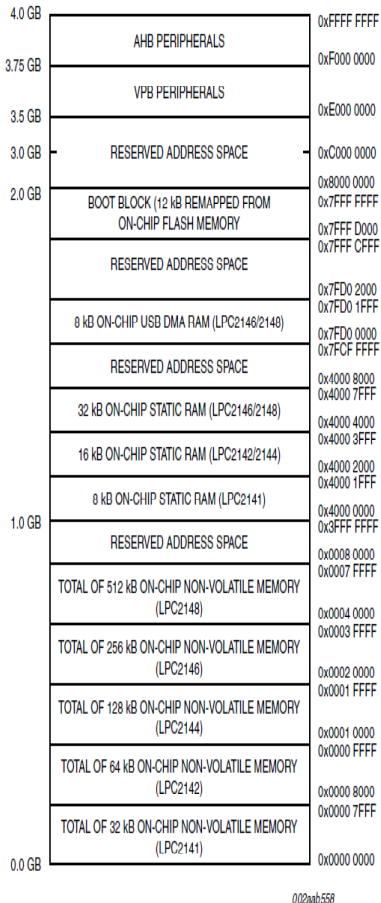 4.0 GB
0xFFFF FFFF
AHB PERIPHERALS
3.75 GB
0xF000 0000
VPB PERIPHERALS
3.5 GB
0xE000 0000
3.0 GB
RESERVED ADDRESS SPACE
0xC000 0000
2.0 GB
0x8000 0000
BOOT BLOCK (12 kB REMAPPED FROM
0x7FFF FFFF
ON-CHIP FLASH MEMORY
0x7FFF D000
0x7FFF CFFF
RESERVED ADDRESS SPACE
0x7FD0 2000
0x7FD0 1FFF
8 kB ON-CHIP USB DMA RAM (LPC2146/2148)
0x7FD0 0000
0x7FCF FFFF
RESERVED ADDRESS SPACE
0x4000 8000
0x4000 7FFF
32 kB ON-CHIP STATIC RAM (LPC2146/2148)
0x4000 4000
0x4000 3FFF
16 kB ON-CHIP STATIC RAM (LPC2142/2144)
0x4000 2000
0x4000 1FFF
8 kB ON-CHIP STATIC RAM (LPC2141)
0x4000 0000
1.0 GB
0x3FFF FFFF
RESERVED ADDRESS SPACE
0x0008 0000
0x0007 FFFF
TOTAL OF 512 kB ON-CHIP NON-VOLATILE MEMORY
(LPC2148)
0x0004 0000
0x0003 FFFF
TOTAL OF 256 kB ON-CHIP NON-VOLATILE MEMORY
(LPC2146)
0x0002 0000
0x0001 FFFF
TOTAL OF 128 kB ON-CHIP NON-VOLATILE MEMORY
(LPC2144)
0x0001 0000
0x0000 FFFF
TOTAL OF 64 kB ON-CHIP NON-VOLATILE MEMORY
(LPC2142)
0x0000 8000
0x0000 7FFF
TOTAL OF 32 kB ON-CHIP NON-VOLATILE MEMORY
(LPC2141)
0.0 GB
0x0000 0000
002aab558